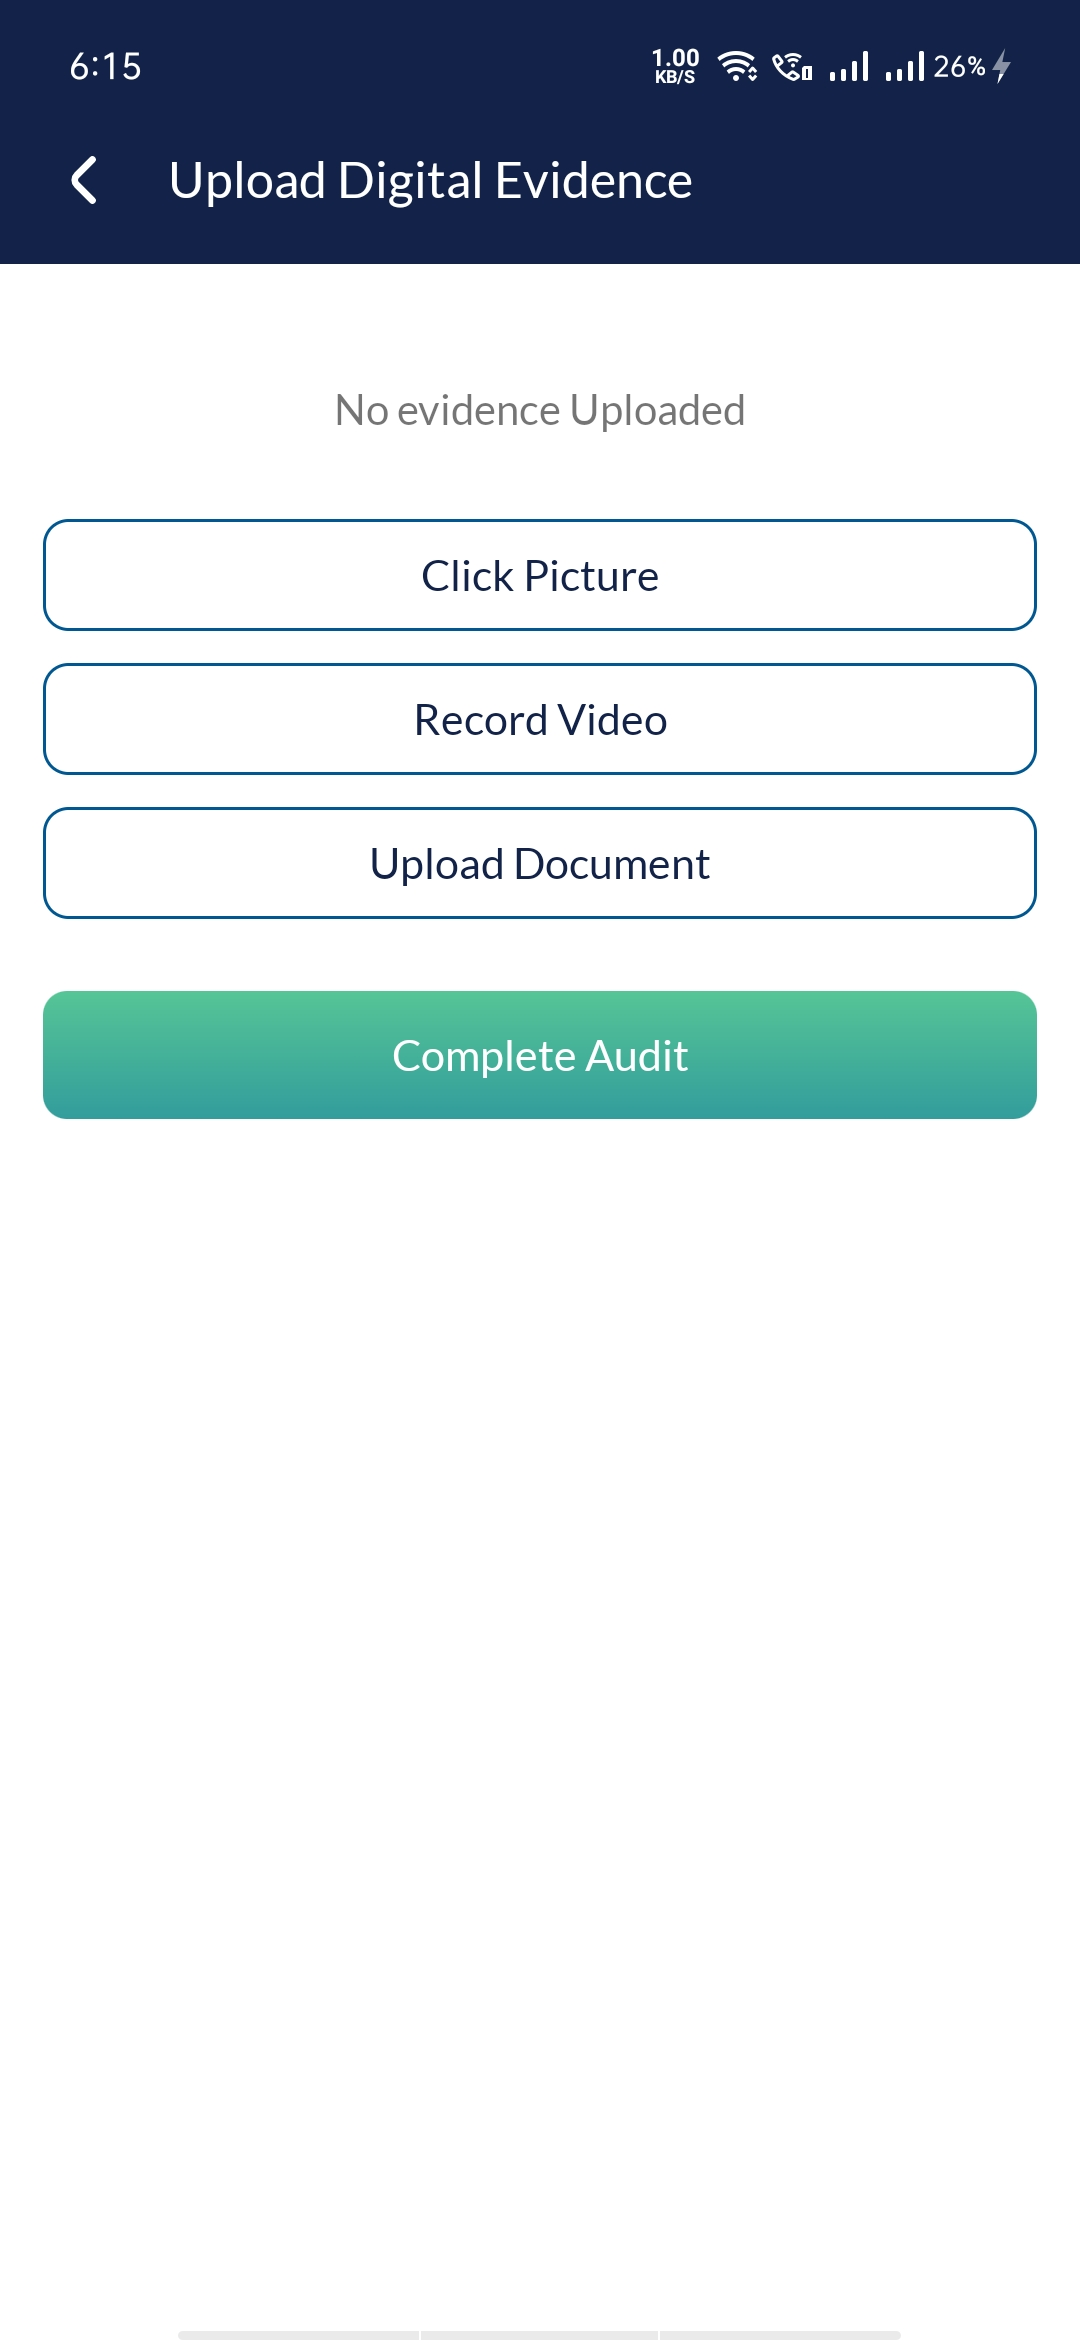 6:15
1.00
KB/S
26%
Upload Digital Evidence
No evidence Uploaded
Click Picture
Record Video
Upload Document
Complete Audit